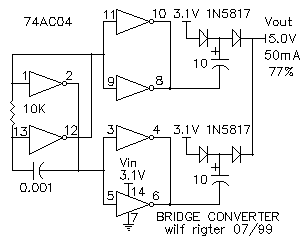 74AC04
11 10 3.1V 1N5817 Vout
5.0V
50mA
77%
1 2
10
9 8
10K
13 12
3 4 3.1V 1N5817
0.001
Vin
3.1V
10
14
5 6
7
BRIDGE CONVERTER
wilf rigter 07/99